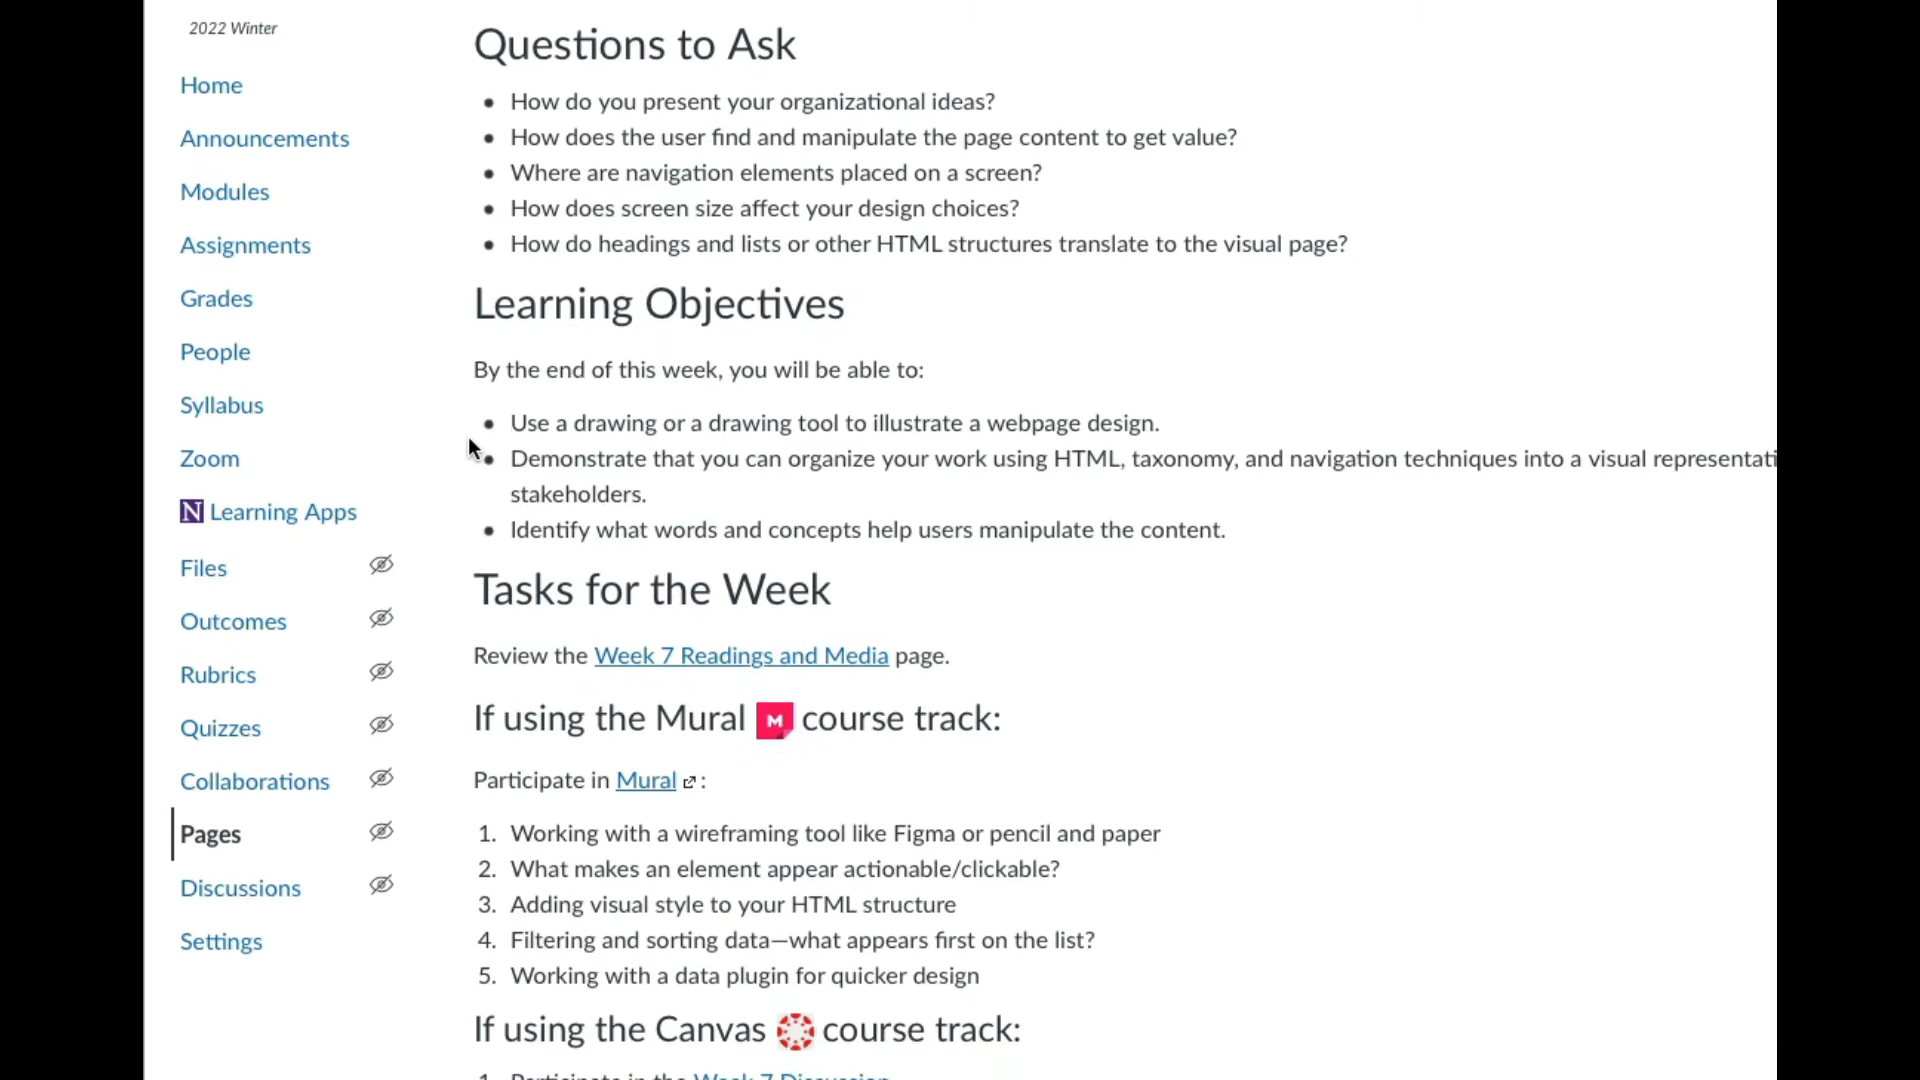 2022 Winter
Home
Announcements
Modules
Assignments
Grades
People
Syllabus
Zoom
N Learning Apps
Files
Outcomes
Rubrics
Quizzes
Collaborations
Pages
Discussions
Settings
Questions to Ask
• How do you present your organizational ideas?
• How does the user find and manipulate the page content to get value?
• Where are navigation elements placed on a screen?
• How does screen size affect your design choices?
• How do headings and lists or other HTML structures translate to the visual page?
Learning Objectives
By the end of this week, you will be able to:
• Use a drawing or a drawing tool to illustrate a webpage design.
• Demonstrate that you can organize your work using HTML, taxonomy, and navigation techniques into a visual representati
stakeholders.
• Identify what words and concepts help users manipulate the content.
Tasks for the Week
Review the Week 7 Readings and Media page.
If using the Mural M course track:
Participate in Mural :
1. Working with a wireframing tool like Figma or pencil and paper
2. What makes an element appear actionable/clickable?
3. Adding visual style to your HTML structure
4. Filtering and sorting data—what appears first on the list?
5. Working with a data plugin for quicker design
If using the Canvas course track:
1. Participate in the Week 7 Discussion